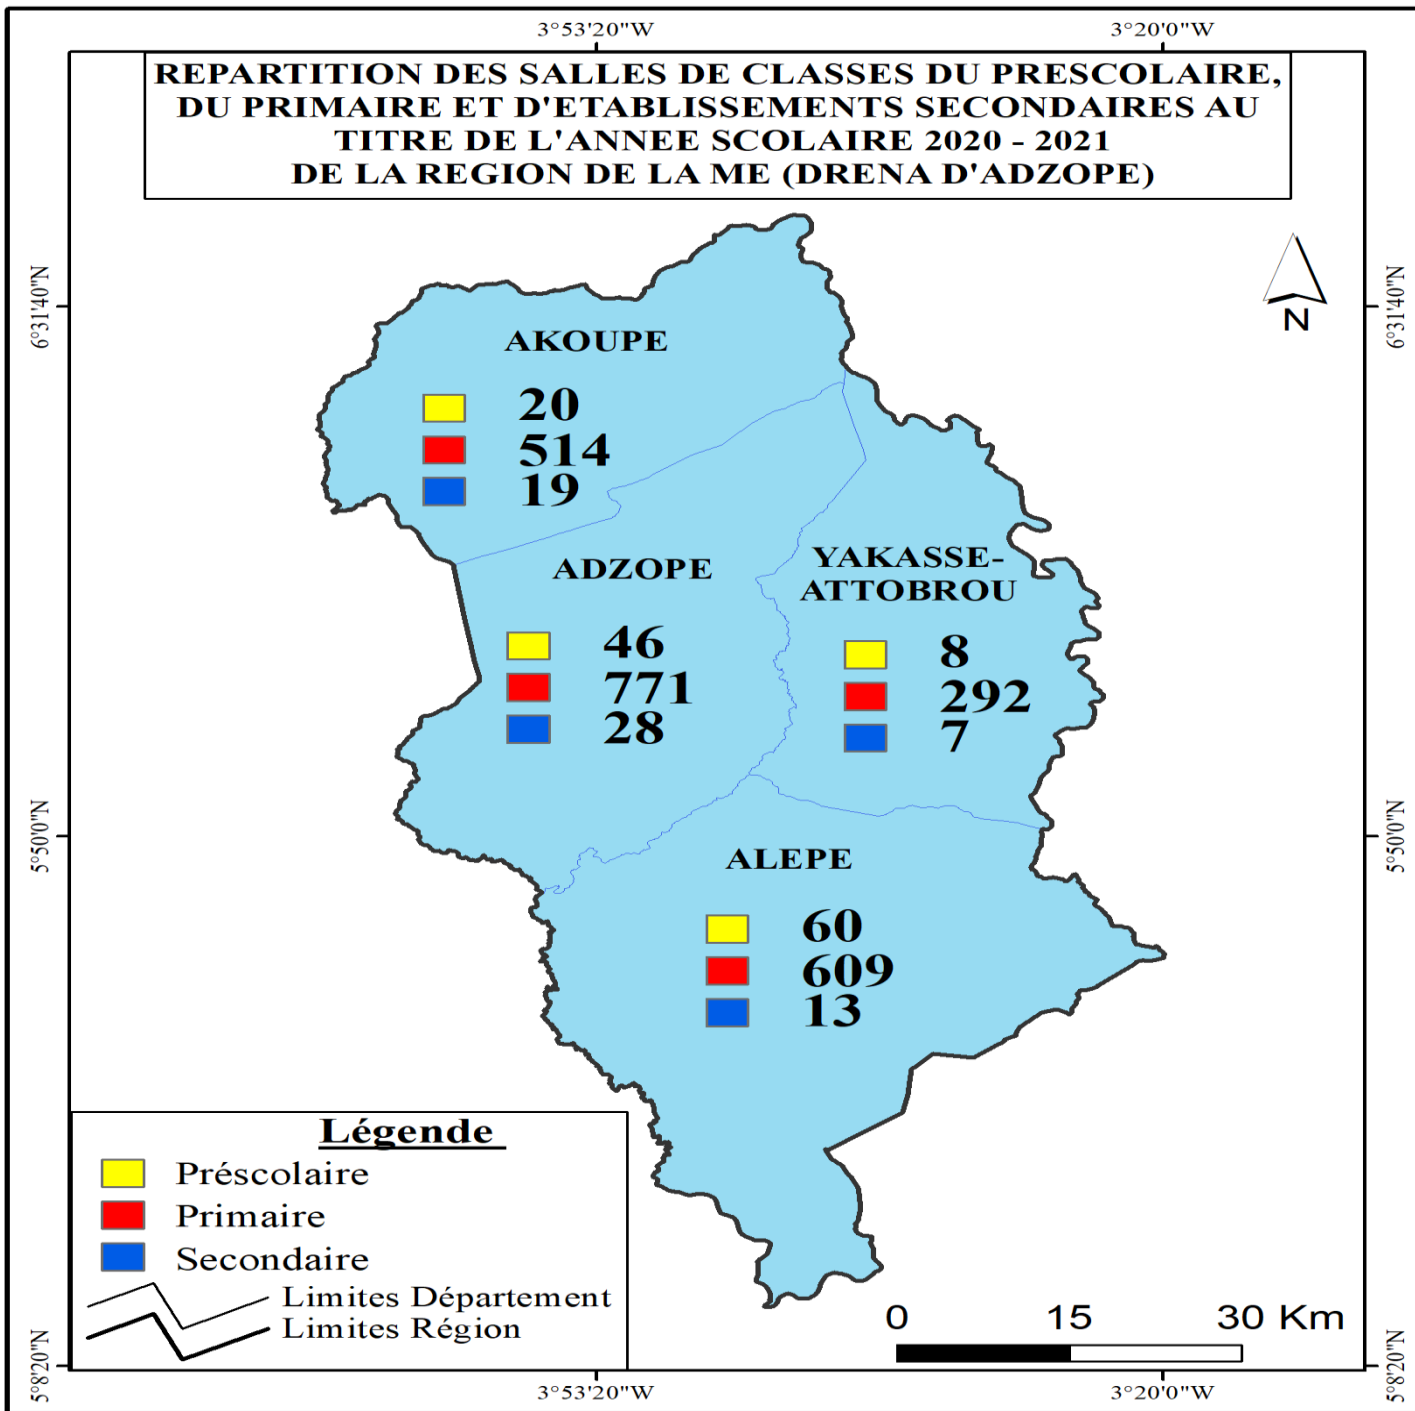 3°53'20"W
3°20'0"W
REPARTITION DES SALLES DE CLASSES DU PRESCOLAIRE,
DU PRIMAIRE ET D'ETABLISSEMENTS SECONDAIRES AU
TITRE DE L'ANNEE SCOLAIRE 2020 - 2021
DE LA REGION DE LA ME (DRENA D'ADZOPE)
6°31'40"N
6°31'40"N
N
AKOUPE
20
514
19
ADZOPE
46
771
28
YAKASSE-
ATTOBROU
8
292
7
5°50'0"N
5°50'0"N
ALEPE
60
609
13
Légende
Préscolaire
Primaire
Secondaire
Limites Département
Limites Région
0 15 30 Km
5°8'20"N
5°8'20"N
3°53'20"W
3°20'0"W